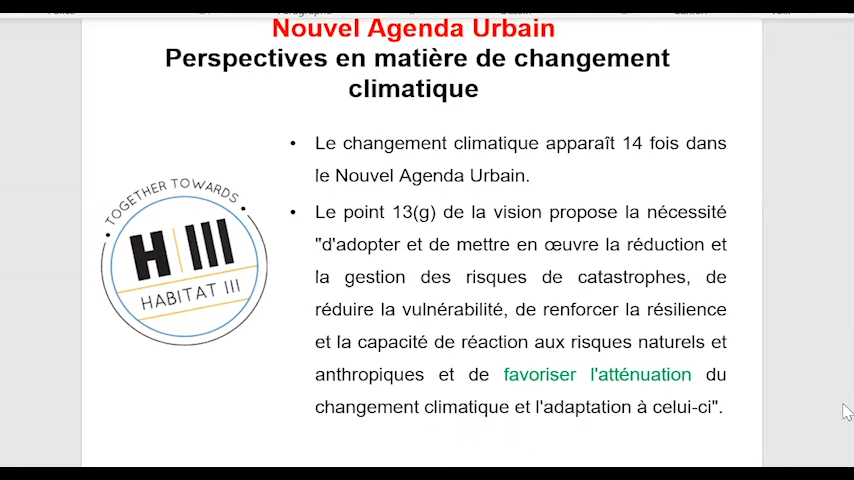 Nouvel Agenda Urbain
Perspectives en matière de changement
climatique
• Le changement climatique apparaît 14 fois dans
le Nouvel Agenda Urbain.
• Le point 13(g) de la vision propose la nécessité
"d'adopter et de mettre en œuvre la réduction et
la gestion des risques de catastrophes, de
réduire la vulnérabilité, de renforcer la résilience
et la capacité de réaction aux risques naturels et
anthropiques et de favoriser l'atténuation du
changement climatique et l'adaptation à celui-ci".
• TOGETHER TOWARDS •
H III
HABITAT III